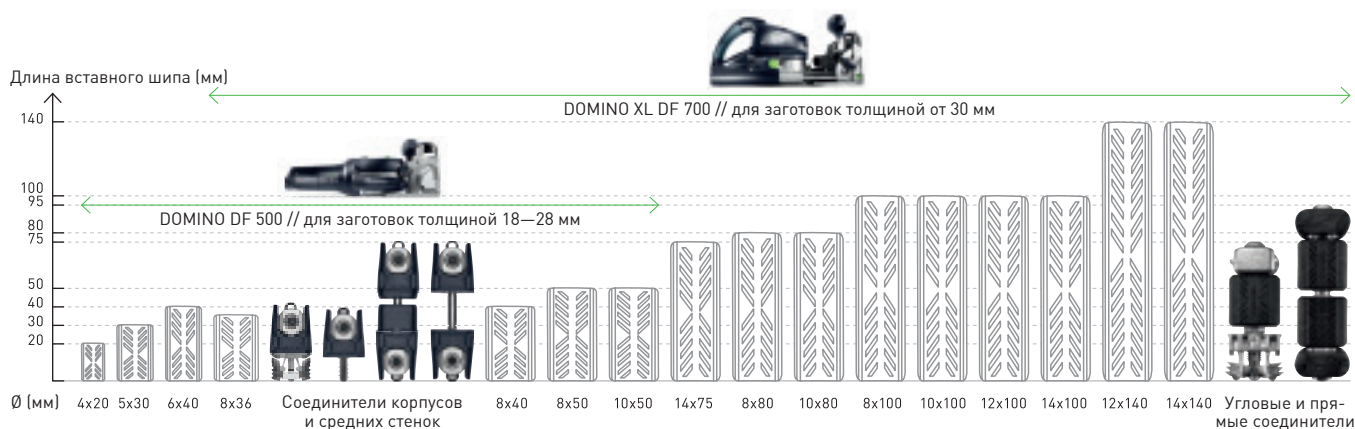 Длина вставного шипа (мм)
DOMINO XL DF 700 // для заготовок толщиной от 30 мм
140
DOMINO DF 500 // для заготовок толщиной 18—28 мм
100
95
80
75
50
40
30
20
Ø (мм) 4x20 5x30 6x40 8x36 Соединители корпусов 8x40 8x50 10x50 14x75 8x80 10x80 8x100 10x100 12x100 14x100 12x140 14x140 Угловые и пря-
и средних стенок мые соединители